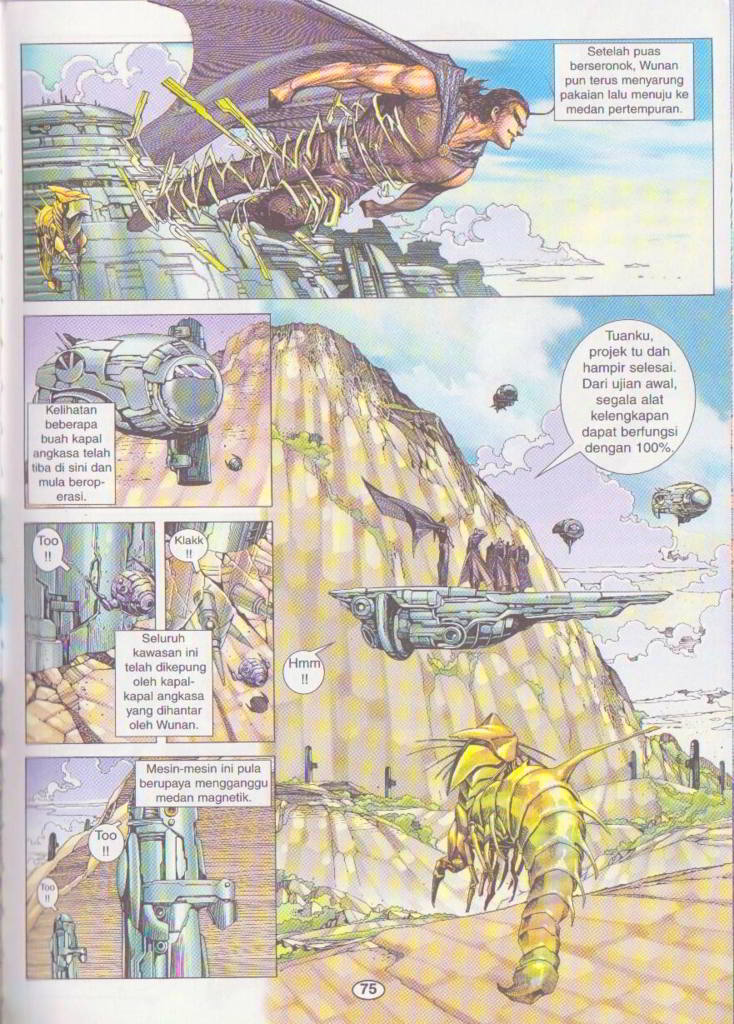 Setelah puas
berseronok, Wunan
pun terus menyarung
pakaian lalu menuju ke
medan pertempuran.
Kelihatan
beberapa
buah kapal
angkasa telah
tiba di sini dan
mula berop-
erasi.
Tuanku,
projek tu dah
hampir selesai.
Dari ujian awal,
segala alat
kelengkapan
dapat berfungsi
dengan 100%.
Too
!!
Klakk
!!
Seluruh
kawasan ini
telah dikepung
oleh kapal-
kapal angkasa
yang dihantar
oleh Wunan.
Hmm
!!
Mesin-mesin ini pula
berupaya mengganggu
medan magnetik.
Too
!!
Too
!!
75